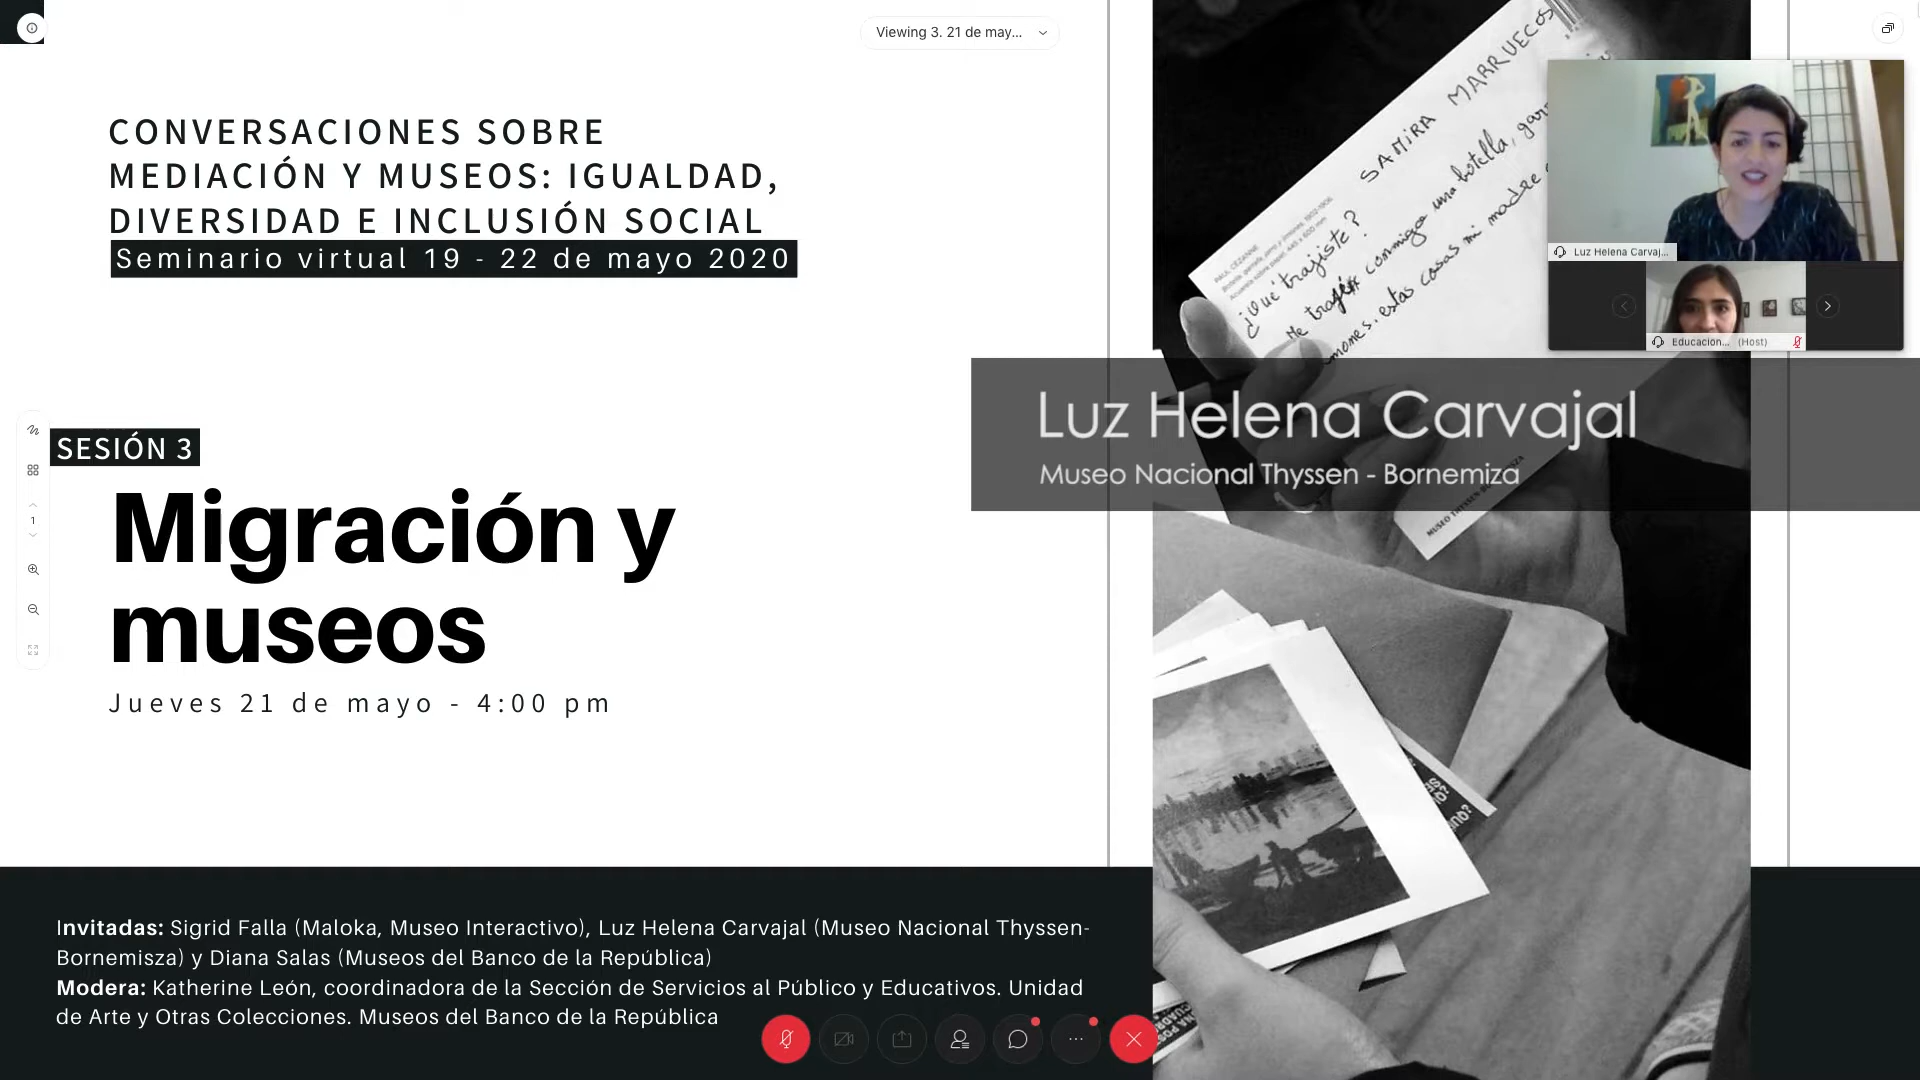 Viewing 3. 21 de may...
CONVERSACIONES SOBRE
MEDIACIÓN Y MUSEOS: IGUALDAD,
DIVERSIDAD E INCLUSIÓN SOCIAL
Seminario virtual 19 - 22 de mayo 2020
SESIÓN 3
Migración y
museos
Jueves 21 de mayo - 4:00 pm
1
Invitadas: Sigrid Falla (Maloka, Museo Interactivo), Luz Helena Carvajal (Museo Nacional Thyssen-
Bornemisza) y Diana Salas (Museos del Banco de la República)
Modera: Katherine León, coordinadora de la Sección de Servicios al Público y Educativos. Unidad
de Arte y Otras Colecciones. Museos del Banco de la República
SAMIRA MARRUECOS
PAUL CÉZANNE
¿Qué trajiste?
Me traje conmigo una botella,
estas cosas mi madre
Luz Helena Carvaj...
Educacion... (Host)
Luz Helena Carvajal
Museo Nacional Thyssen - Bornemiza